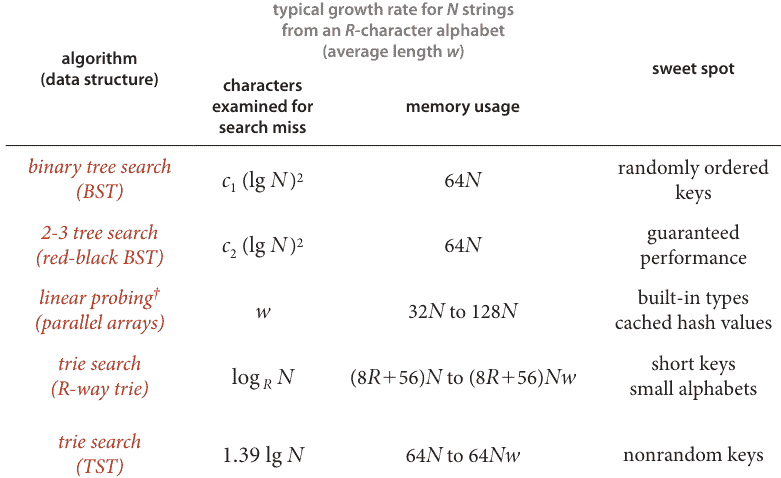 typical growth rate for N strings
from an R-character alphabet
(average length w)
algorithm
(data structure)
characters
examined for
search miss
memory usage
sweet spot
binary tree search
(BST)
c₁ (lg N)²
64N
randomly ordered
keys
2-3 tree search
(red-black BST)
c₂ (lg N)²
64N
guaranteed
performance
linear probing†
(parallel arrays)
w
32N to 128N
built-in types
cached hash values
trie search
(R-way trie)
log R N
(8R+56)N to (8R+56)Nw
short keys
small alphabets
trie search
(TST)
1.39 lg N
64N to 64Nw
nonrandom keys